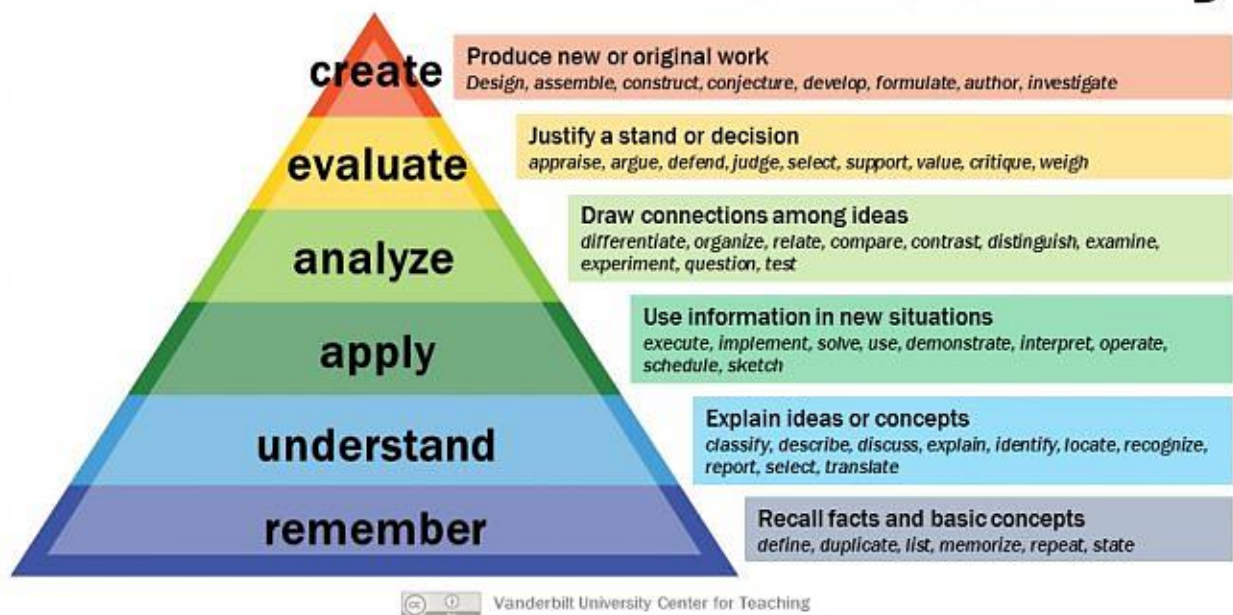 create
Produce new or original work
Design, assemble, construct, conjecture, develop, formulate, author, investigate
evaluate
Justify a stand or decision
appraise, argue, defend, judge, select, support, value, critique, weigh
analyze
Draw connections among ideas
differentiate, organize, relate, compare, contrast, distinguish, examine,
experiment, question, test
apply
Use information in new situations
execute, implement, solve, use, demonstrate, interpret, operate,
schedule, sketch
understand
Explain ideas or concepts
classify, describe, discuss, explain, identify, locate, recognize,
report, select, translate
remember
Recall facts and basic concepts
define, duplicate, list, memorize, repeat, state
cc
Vanderbilt University Center for Teaching